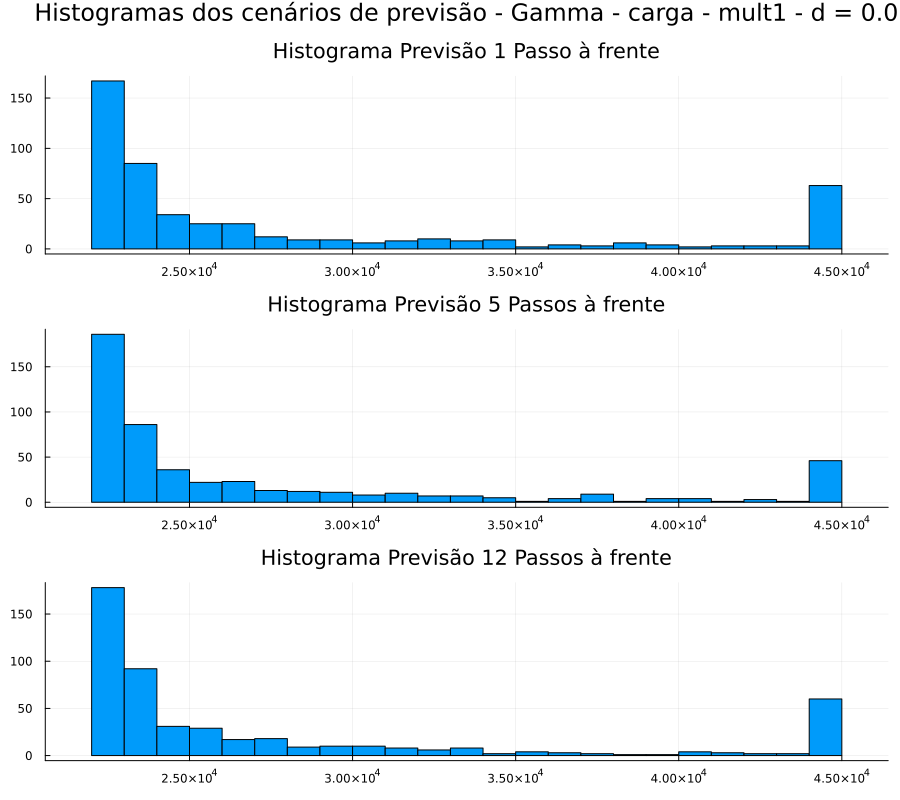 Histogramas dos cenários de previsão - Gamma - carga - mult1 - d = 0.0
Histograma Previsão 1 Passo à frente
150
100
50
0
2.50×10⁴ 3.00×10⁴ 3.50×10⁴ 4.00×10⁴ 4.50×10⁴
Histograma Previsão 5 Passos à frente
150
100
50
0
2.50×10⁴ 3.00×10⁴ 3.50×10⁴ 4.00×10⁴ 4.50×10⁴
Histograma Previsão 12 Passos à frente
150
100
50
0
2.50×10⁴ 3.00×10⁴ 3.50×10⁴ 4.00×10⁴ 4.50×10⁴